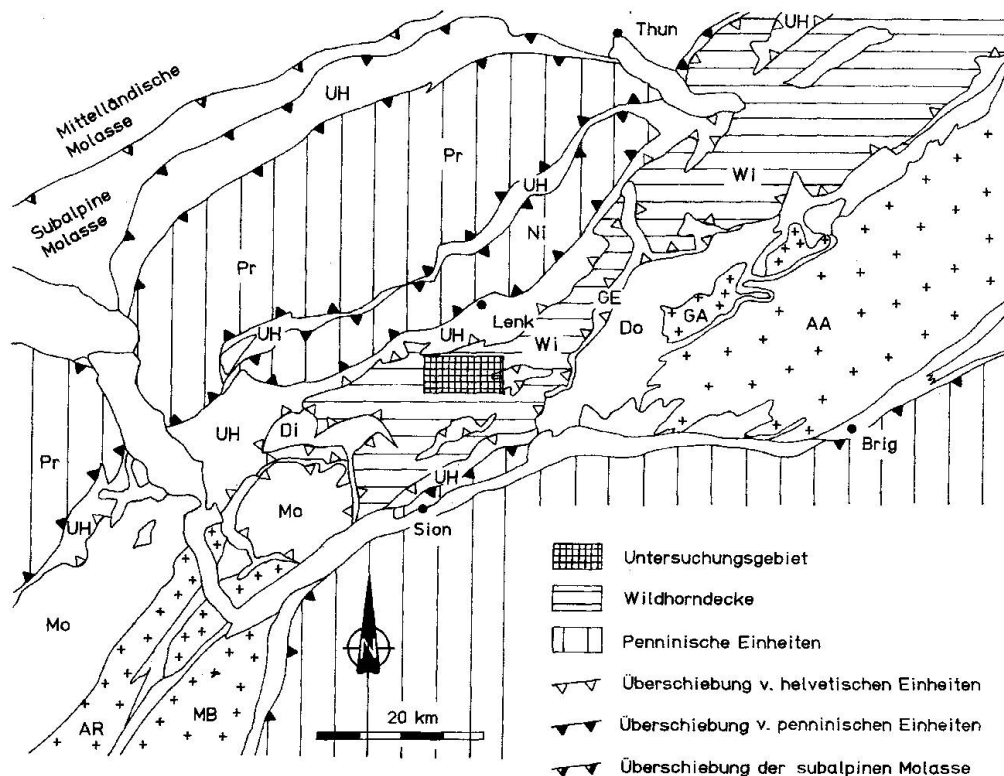 Thun
UH
Mittelländische
Molasse
UH
Subalpine
Molasse
Pr
UH
Wi
Ni
Pr
GE
Do
GA
AA
UH
UH
Lenk
Wi
UH
Di
Brig
Pr
UH
UH
Mo
Sion
Mo
N
AR
MB
20 km
Untersuchungsgebiet
Wildhorndecke
Penninische Einheiten
Überschiebung v. helvetischen Einheiten
Überschiebung v. penninischen Einheiten
Überschiebung der subalpinen Molasse